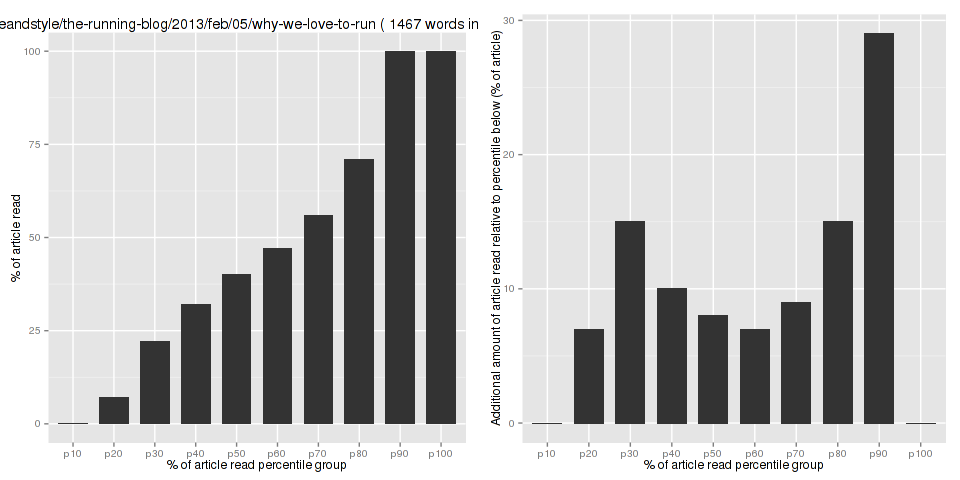 eandstyle/the-running-blog/2013/feb/05/why-we-love-to-run ( 1467 words in
% of article read
100
75
50
25
0
p10 p20 p30 p40 p50 p60 p70 p80 p90 p100
% of article read percentile group
Additional amount of article read relative to percentile below (% of article)
30
20
10
0
p10 p20 p30 p40 p50 p60 p70 p80 p90 p100
% of article read percentile group